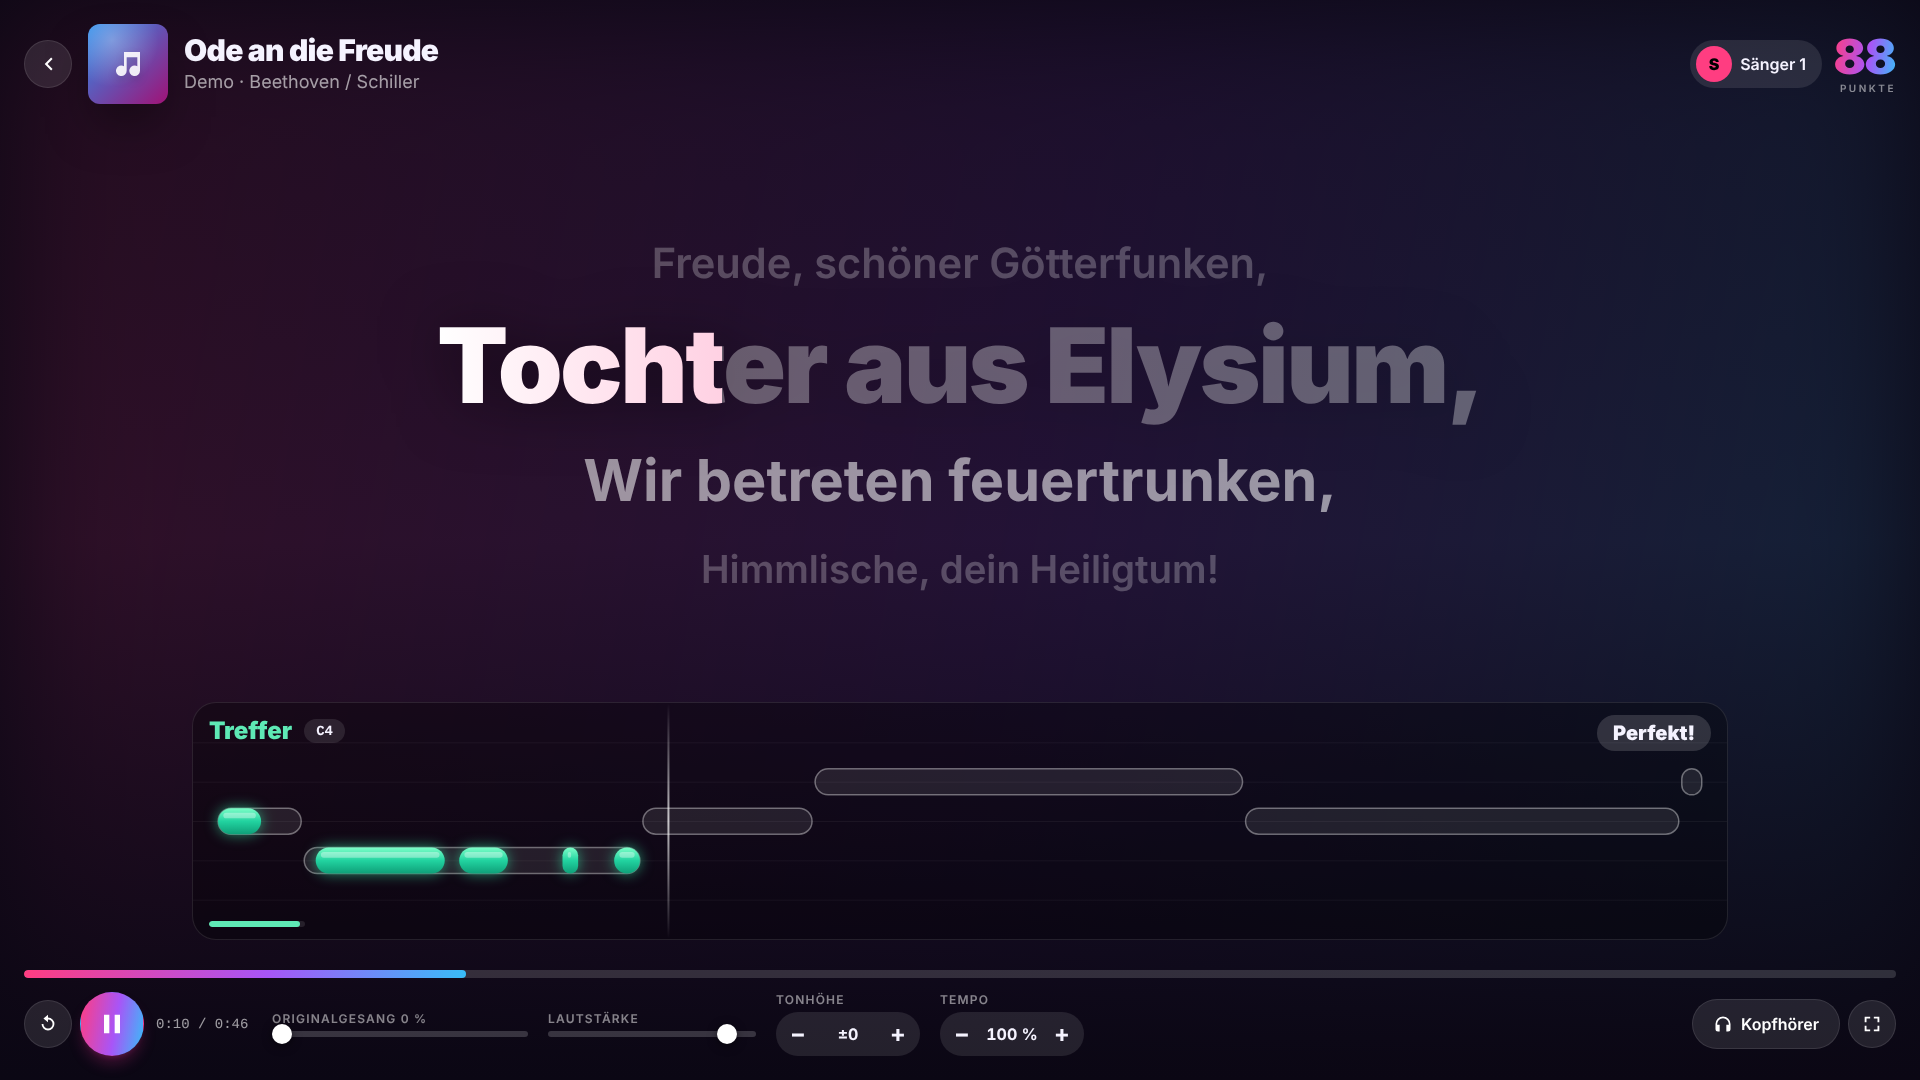 Ode an die Freude
Demo · Beethoven / Schiller
S Sänger 1
88
PUNKTE
Freude, schöner Götterfunken,
Tochter aus Elysium,
Wir betreten feuertrunken,
Himmlische, dein Heiligtum!
Treffer C4
Perfekt!
0:10 / 0:46
ORIGINALGESANG 0 %
LAUTSTÄRKE
TONHÖHE
− ±0 +
TEMPO
− 100 % +
Kopfhörer